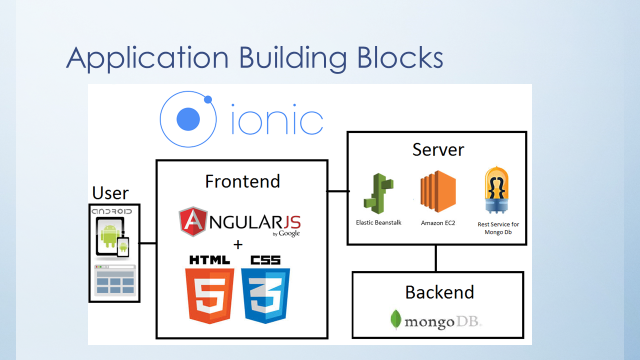 Application Building Blocks
ionic
User
ANDROID
Frontend
ANGULARJS
by Google
+
HTML CSS
5 3
Server
Elastic Beanstalk
Amazon EC2
Rest Service for
Mongo Db
Backend
mongoDB